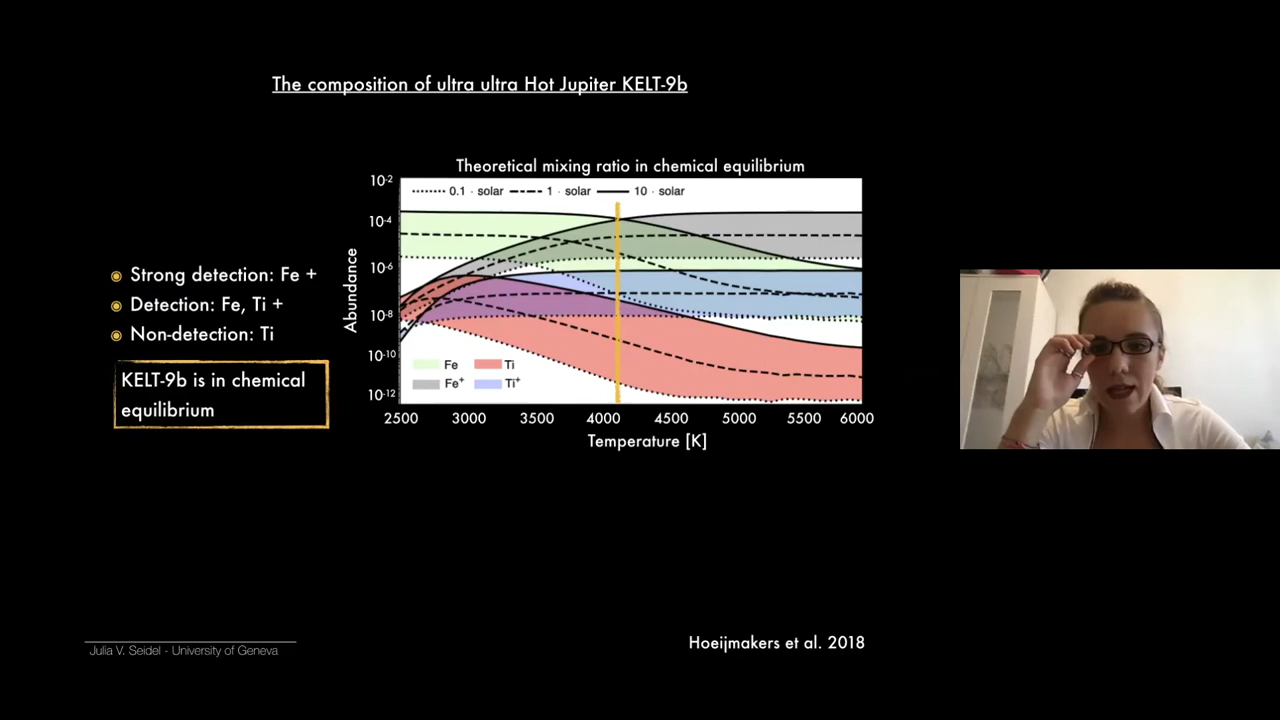 The composition of ultra ultra Hot Jupiter KELT-9b
Theoretical mixing ratio in chemical equilibrium
10-2
10-4
10-6
10-8
10-10
10-12
Abundance
0.1 · solar
1 · solar
10 · solar
Fe
Ti
Fe+
Ti+
2500 3000 3500 4000 4500 5000 5500 6000
Temperature [K]
Strong detection: Fe +
Detection: Fe, Ti +
Non-detection: Ti
KELT-9b is in chemical
equilibrium
Julia V. Seidel - University of Geneva
Hoeijmakers et al. 2018